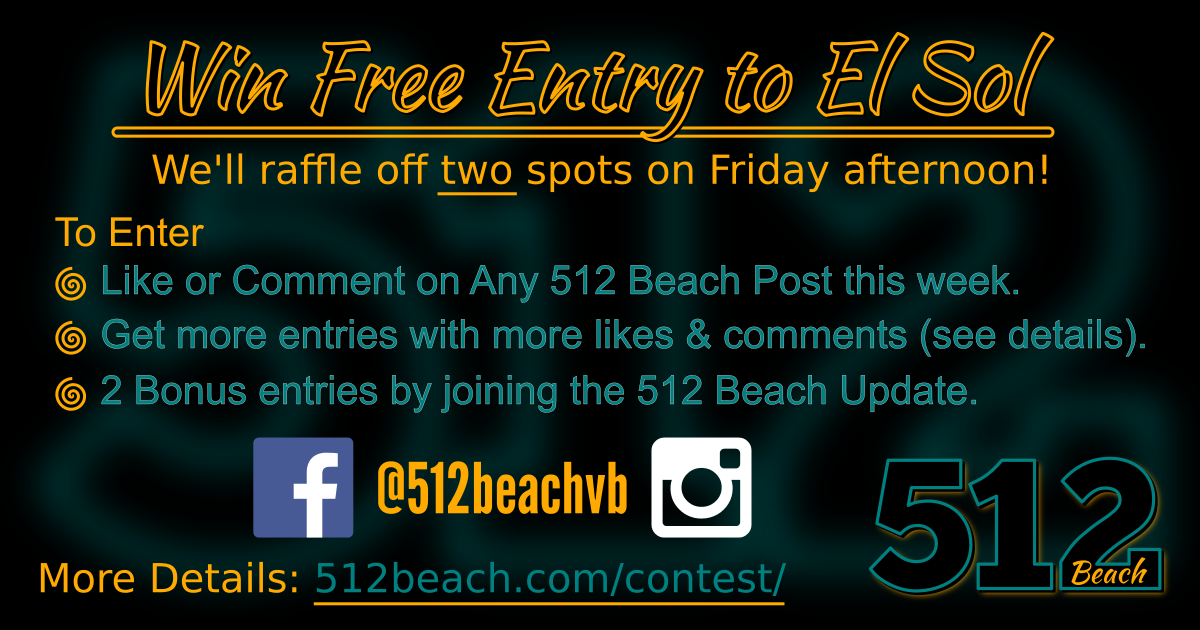 Win Free Entry to El Sol
We'll raffle off two spots on Friday afternoon!
To Enter
Like or Comment on Any 512 Beach Post this week.
Get more entries with more likes & comments (see details).
2 Bonus entries by joining the 512 Beach Update.
f @512beachvb
More Details: 512beach.com/contest/
512
Beach